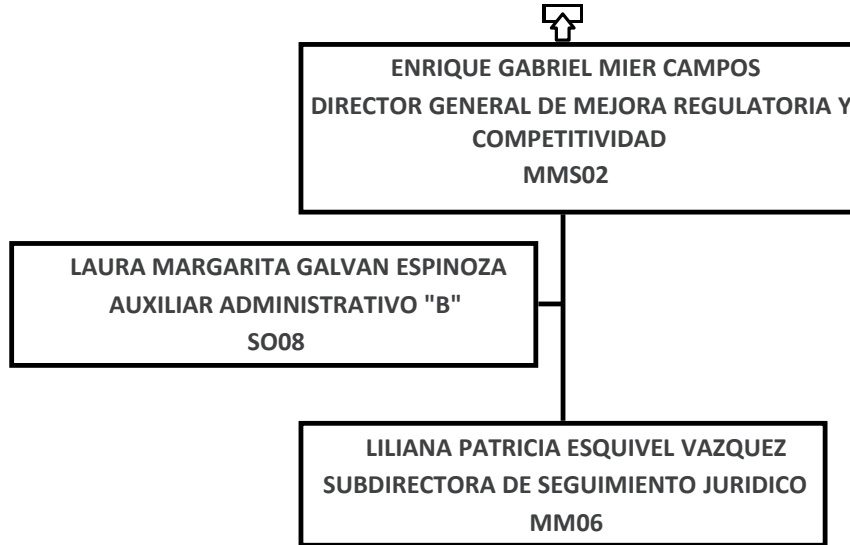 ENRIQUE GABRIEL MIER CAMPOS
DIRECTOR GENERAL DE MEJORA REGULATORIA Y
COMPETITIVIDAD
MMS02
LAURA MARGARITA GALVAN ESPINOZA
AUXILIAR ADMINISTRATIVO "B"
SO08
LILIANA PATRICIA ESQUIVEL VAZQUEZ
SUBDIRECTORA DE SEGUIMIENTO JURIDICO
MM06